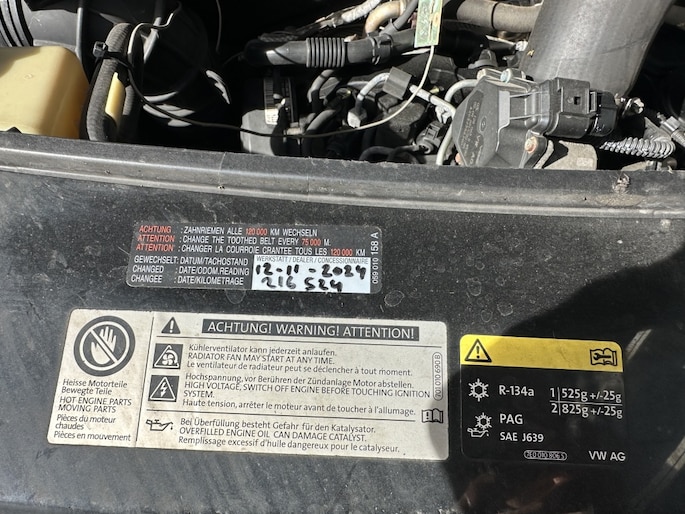 ACHTUNG : ZAHNRIEMEN ALLE 120 000 KM WECHSELN
ATTENTION : CHANGE THE TOOTHED BELT EVERY 75 000 M.
ATTENTION : CHANGER LA COURROIE CRANTEE TOUS LES 120 000 KM
GEWECHSELT: DATUM/TACHOSTAND
CHANGED : DATE/ODOM.READING
CHANGEE : DATE/KILOMETRAGE
WERKSTATT / DEALER / CONCESSIONNAIRE
12-11-2024
216 524
059 010 158 A
ACHTUNG! WARNING! ATTENTION!
Heisse Motorteile
Bewegte Teile
HOT ENGINE PARTS
MOVING PARTS
Pièces du moteur
chaudes
Pièces en mouvement
Kühlerventilator kann jederzeit anlaufen.
RADIATOR FAN MAY START AT ANY TIME.
Le ventilateur de radiateur peut se déclencher à tout moment.
Hochspannung, vor Berühren der Zündanlage Motor abstellen.
HIGH VOLTAGE, SWITCH OFF ENGINE BEFORE TOUCHING IGNITION
SYSTEM.
Haute tension, arrêter le moteur avant de toucher à l'allumage.
Bei Überfüllung besteht Gefahr für den Katalysator.
OVERFILLED ENGINE OIL CAN DAMAGE CATALYST.
Remplissage excessif d'huile dangereux pour le catalyseur.
R-134a
1 525g +/-25g
2 825g +/-25g
PAG
SAE J639
VW AG